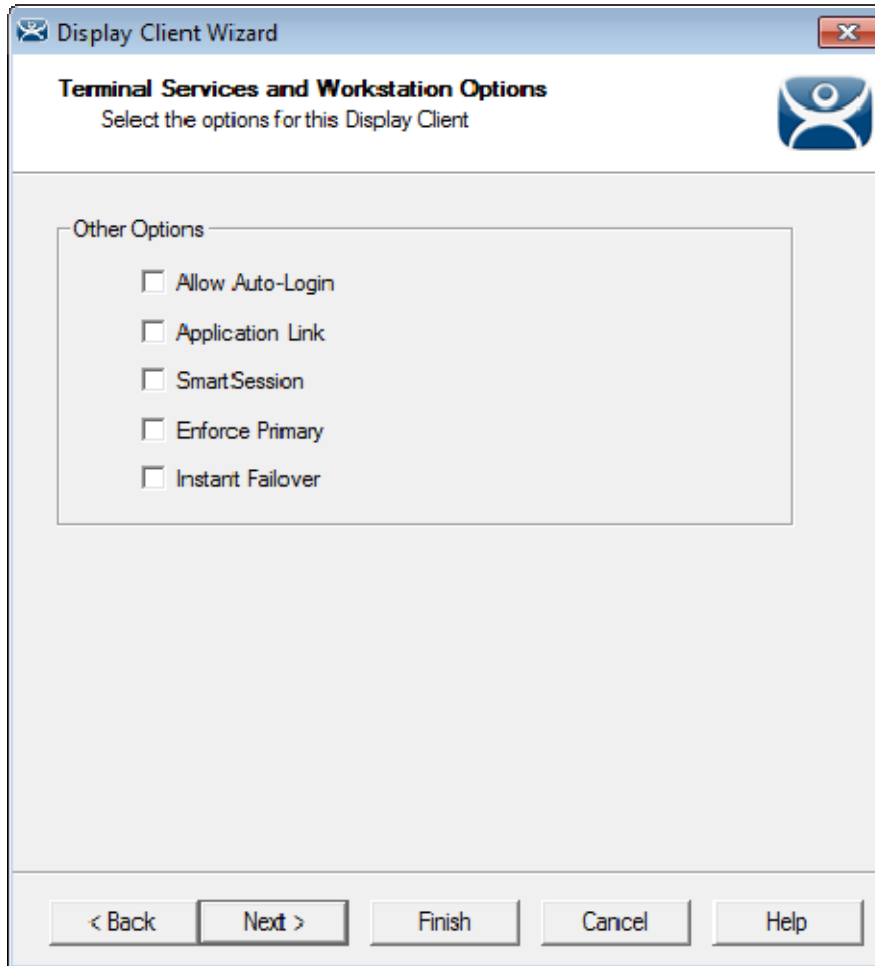 Display Client Wizard
Terminal Services and Workstation Options
Select the options for this Display Client
Other Options
Allow Auto-Login
Application Link
SmartSession
Enforce Primary
Instant Failover
< Back Next > Finish Cancel Help